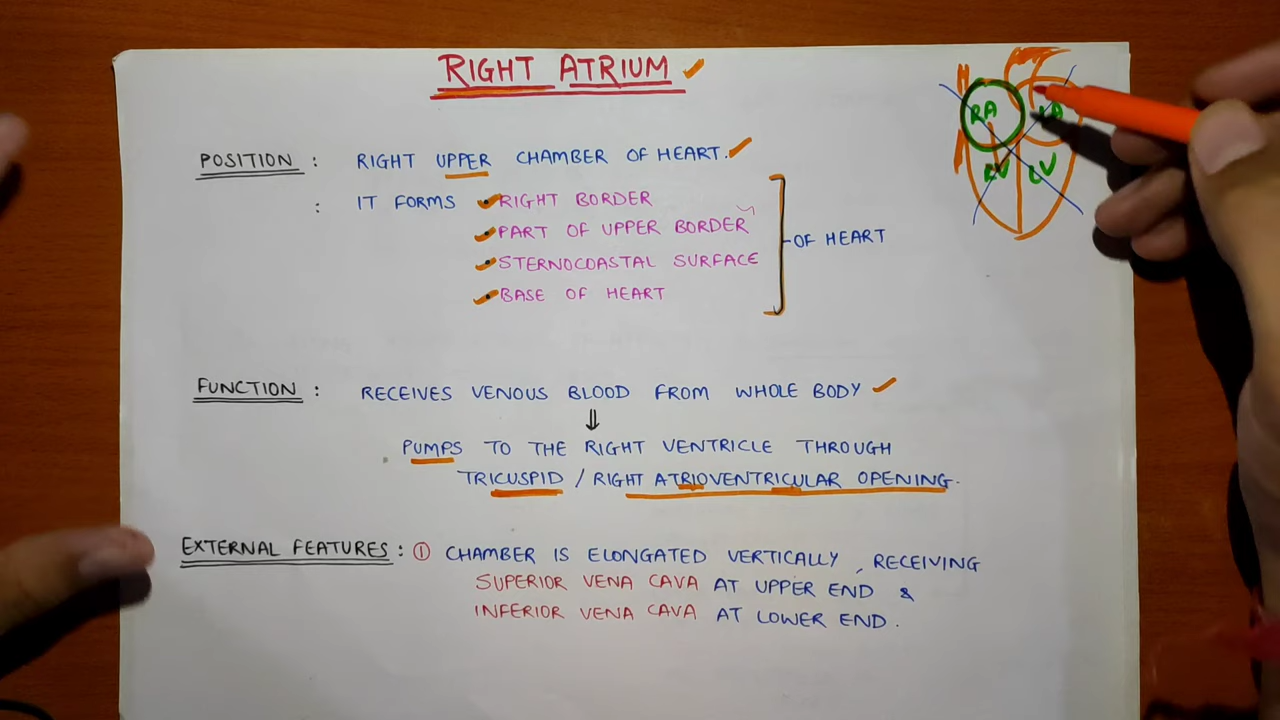 RIGHT ATRIUM
POSITION : RIGHT UPPER CHAMBER OF HEART.
: IT FORMS • RIGHT BORDER
• PART OF UPPER BORDER
• STERNOCOASTAL SURFACE
• BASE OF HEART
OF HEART
RA LA
RV LV
FUNCTION : RECEIVES VENOUS BLOOD FROM WHOLE BODY
⇓
PUMPS TO THE RIGHT VENTRICLE THROUGH
TRICUSPID / RIGHT ATRIOVENTRICULAR OPENING.
EXTERNAL FEATURES : ① CHAMBER IS ELONGATED VERTICALLY, RECEIVING
SUPERIOR VENA CAVA AT UPPER END &
INFERIOR VENA CAVA AT LOWER END.